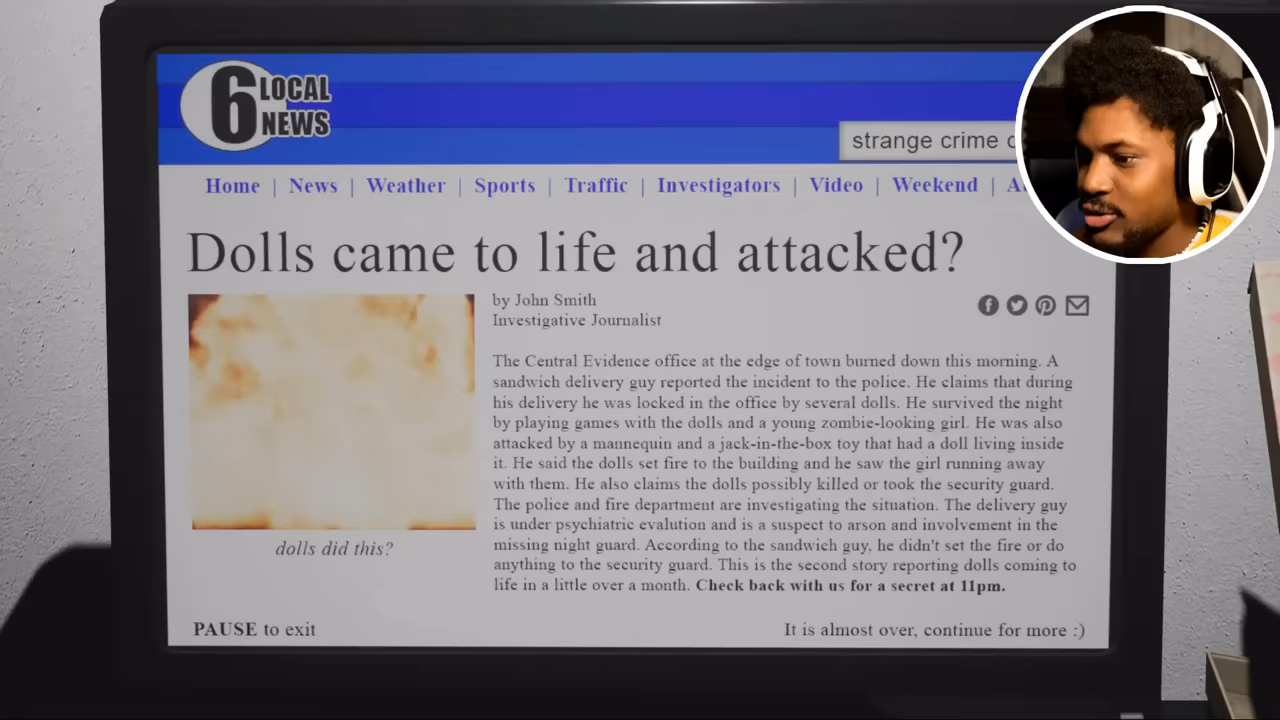 6 LOCAL
NEWS
strange crime
Home | News | Weather | Sports | Traffic | Investigators | Video | Weekend |
Dolls came to life and attacked?
by John Smith
Investigative Journalist
The Central Evidence office at the edge of town burned down this morning. A
sandwich delivery guy reported the incident to the police. He claims that during
his delivery he was locked in the office by several dolls. He survived the night
by playing games with the dolls and a young zombie-looking girl. He was also
attacked by a mannequin and a jack-in-the-box toy that had a doll living inside
it. He said the dolls set fire to the building and he saw the girl running away
with them. He also claims the dolls possibly killed or took the security guard.
The police and fire department are investigating the situation. The delivery guy
is under psychiatric evalution and is a suspect to arson and involvement in the
missing night guard. According to the sandwich guy, he didn't set the fire or do
anything to the security guard. This is the second story reporting dolls coming to
life in a little over a month. Check back with us for a secret at 11pm.
dolls did this?
PAUSE to exit
It is almost over, continue for more :)